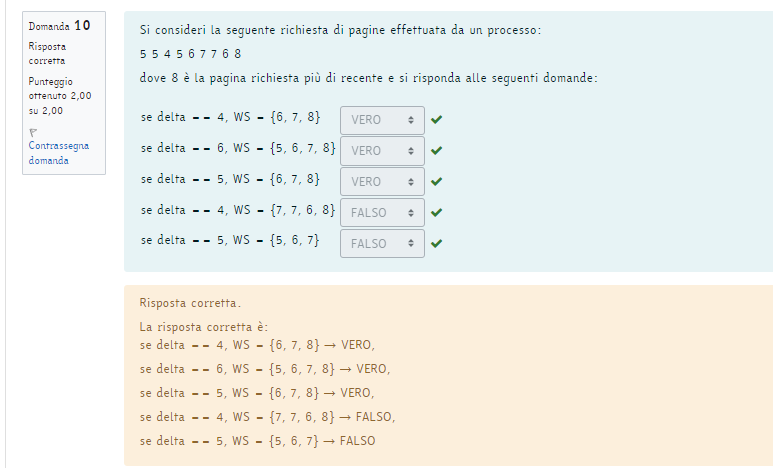 Domanda 10
Risposta
corretta
Punteggio
ottenuto 2,00
su 2,00
Contrassegna
domanda
Si consideri la seguente richiesta di pagine effettuata da un processo:
5 5 4 5 6 7 7 6 8
dove 8 è la pagina richiesta più di recente e si risponda alle seguenti domande:
se delta == 4, WS = {6, 7, 8} VERO
se delta == 6, WS = {5, 6, 7, 8} VERO
se delta == 5, WS = {6, 7, 8} VERO
se delta == 4, WS = {7, 7, 6, 8} FALSO
se delta == 5, WS = {5, 6, 7} FALSO
Risposta corretta.
La risposta corretta è:
se delta == 4, WS = {6, 7, 8} → VERO,
se delta == 6, WS = {5, 6, 7, 8} → VERO,
se delta == 5, WS = {6, 7, 8} → VERO,
se delta == 4, WS = {7, 7, 6, 8} → FALSO,
se delta == 5, WS = {5, 6, 7} → FALSO